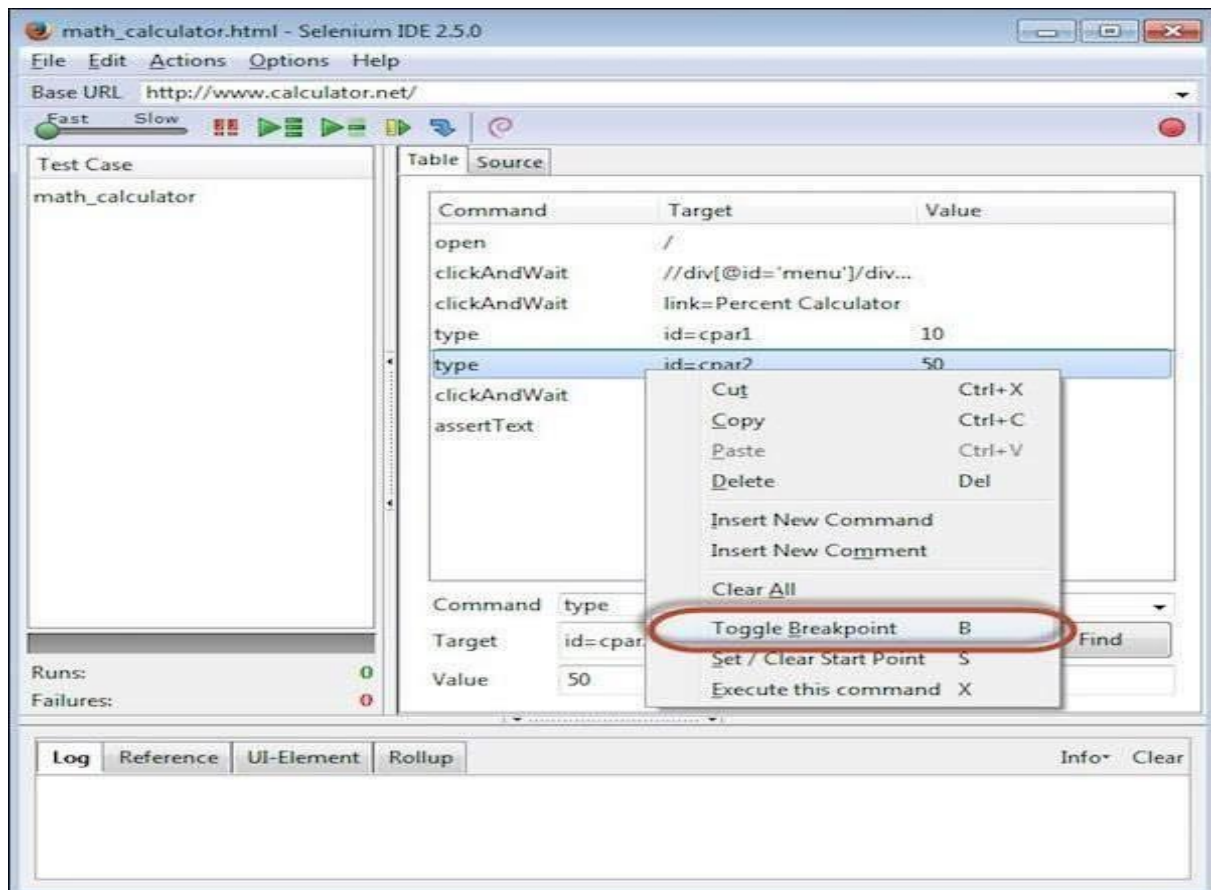 math_calculator.html - Selenium IDE 2.5.0
File Edit Actions Options Help
Base URL http://www.calculator.net/
Fast Slow
Test Case
math_calculator
Table Source
Command Target Value
open /
clickAndWait //div[@id='menu']/div...
clickAndWait link=Percent Calculator
type id=cpar1 10
type id=cpar2 50
clickAndWait
assertText
Cut Ctrl+X
Copy Ctrl+C
Paste Ctrl+V
Delete Del
Insert New Command
Insert New Comment
Clear All
Toggle Breakpoint B
Set / Clear Start Point S
Execute this command X
Command type
Target id=cpar
Find
Value 50
Runs: 0
Failures: 0
Log Reference UI-Element Rollup Info Clear